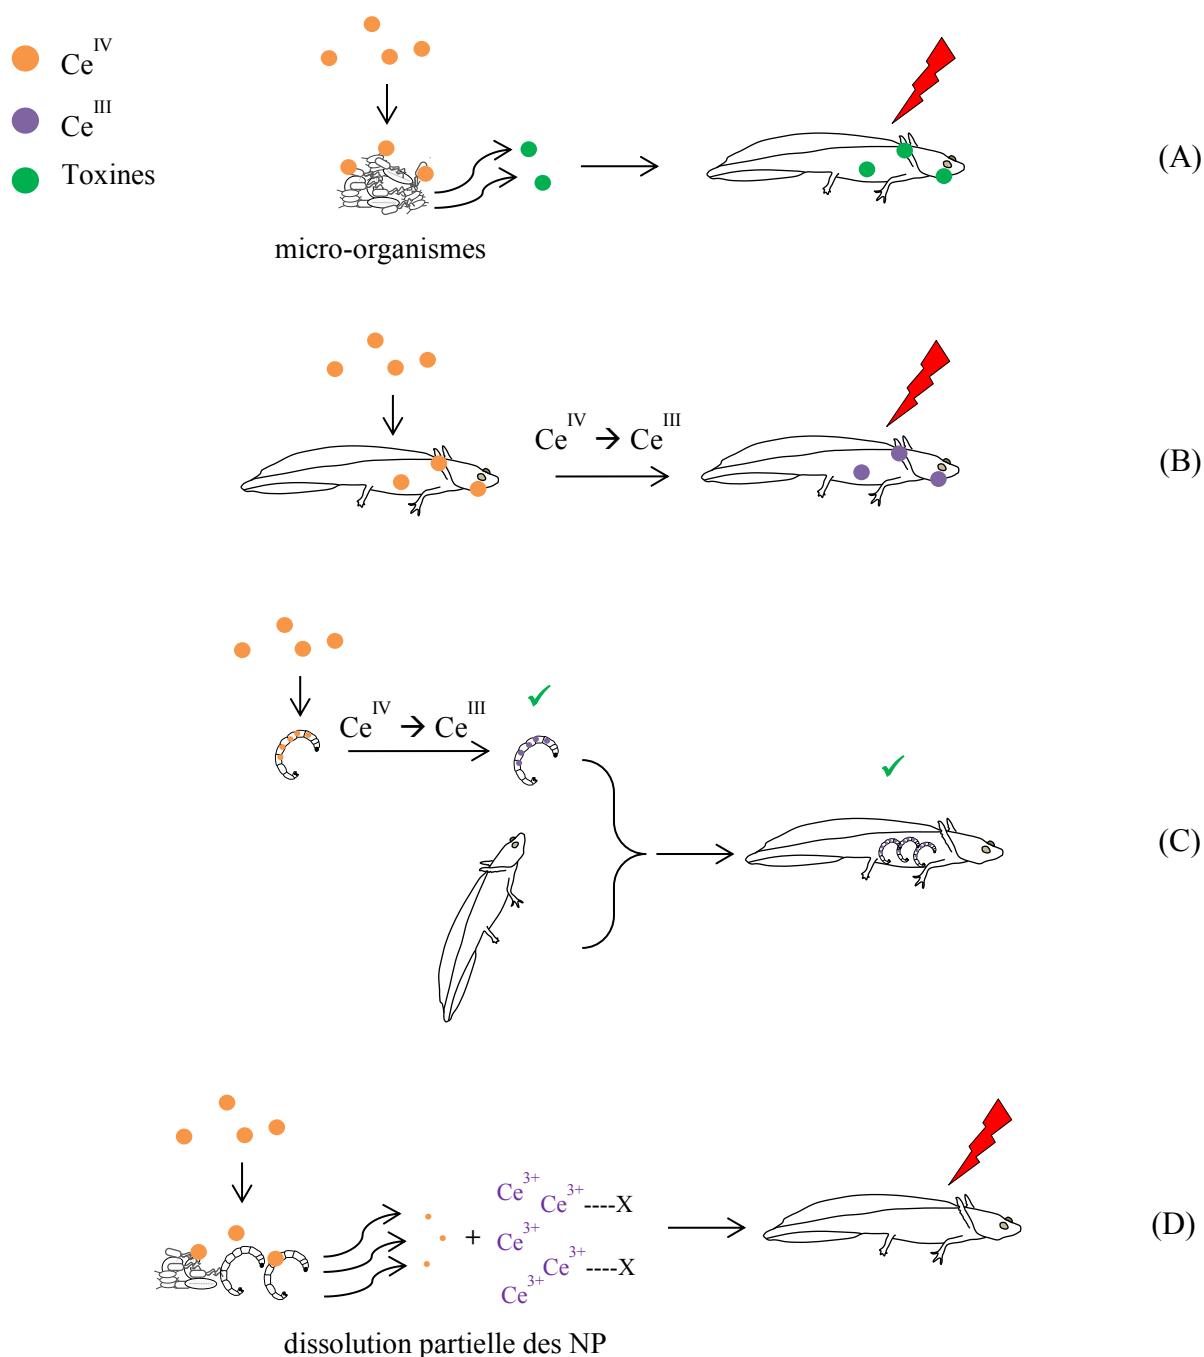 Ce^IV
Ce^III
Toxines
micro-organismes
(A)
Ce^IV → Ce^III
(B)
Ce^IV → Ce^III
(C)
Ce^3+
Ce^3+ ----X
+ Ce^3+
Ce^3+ ----X
Ce^3+
(D)
dissolution partielle des NP